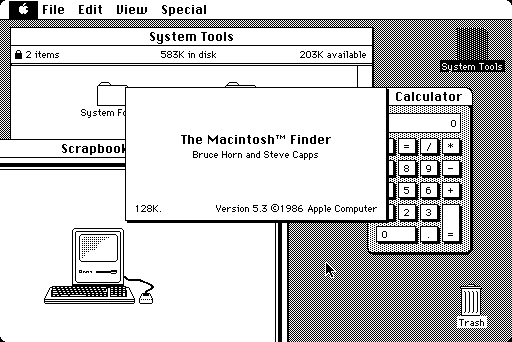 File Edit View Special
System Tools
2 items 583K in disk 203K available
System Tools
Calculator
0
System Fo
= / *
8 9 -
5 6 +
2 3
0 . =
Scrapbook
The Macintosh™ Finder
Bruce Horn and Steve Capps
128K. Version 5.3 ©1986 Apple Computer
Trash